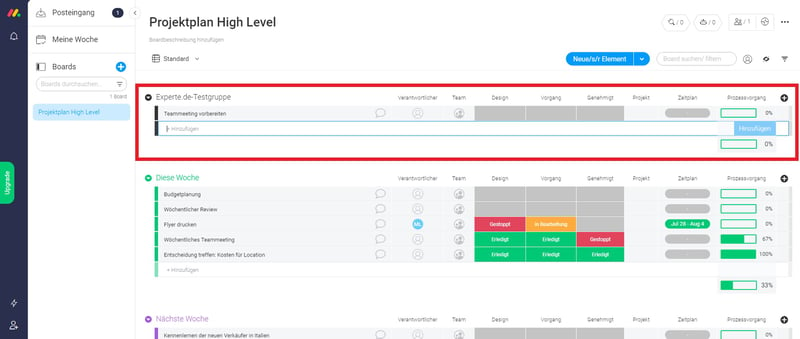 Posteingang 1
Meine Woche
Boards
Boards durchsuchen...
1 Board
Projektplan High Level
Upgrade
Projektplan High Level
Boardbeschreibung hinzufügen
/ 0 / 0 / 1
Standard
Neue/s/r Element
Board suchen/ filtern
Experte.de-Testgruppe Verantwortlicher Team Design Vorgang Genehmigt Projekt Zeitplan Prozessvorgang
Teammeeting vorbereiten - 0%
+ Hinzufügen Hinzufügen
0%
Diese Woche Verantwortlicher Team Design Vorgang Genehmigt Projekt Zeitplan Prozessvorgang
Budgetplanung - 0%
Wöchentlicher Review - 0%
Flyer drucken ML Gestoppt In Bearbeitung Jul 28 - Aug 4 0%
Wöchentliches Teammeeting Erledigt Erledigt Gestoppt - 67%
Entscheidung treffen: Kosten für Location Erledigt Erledigt Erledigt - 100%
+ Hinzufügen
33%
Nächste Woche Verantwortlicher Team Design Vorgang Genehmigt Projekt Zeitplan Prozessvorgang
Kennenlernen der neuen Verkäufer in Italien 0%